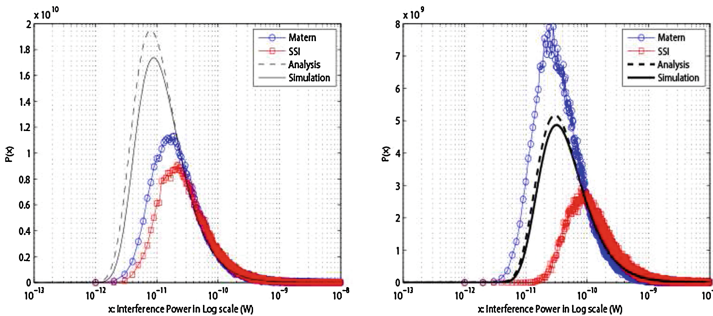 2 × 10^10
1.8
1.6
1.4
1.2
1
0.8
0.6
0.4
0.2
0
P(x)
Matern
SSI
Analysis
Simulation
10^−13 10^−12 10^−11 10^−10 10^−9 10^−8
x: Interference Power in Log scale (W)
8 × 10^9
7
6
5
4
3
2
1
0
P(x)
Matern
SSI
Analysis
Simulation
10^−13 10^−12 10^−11 10^−10 10^−9
x: Interference Power in Log scale (W)